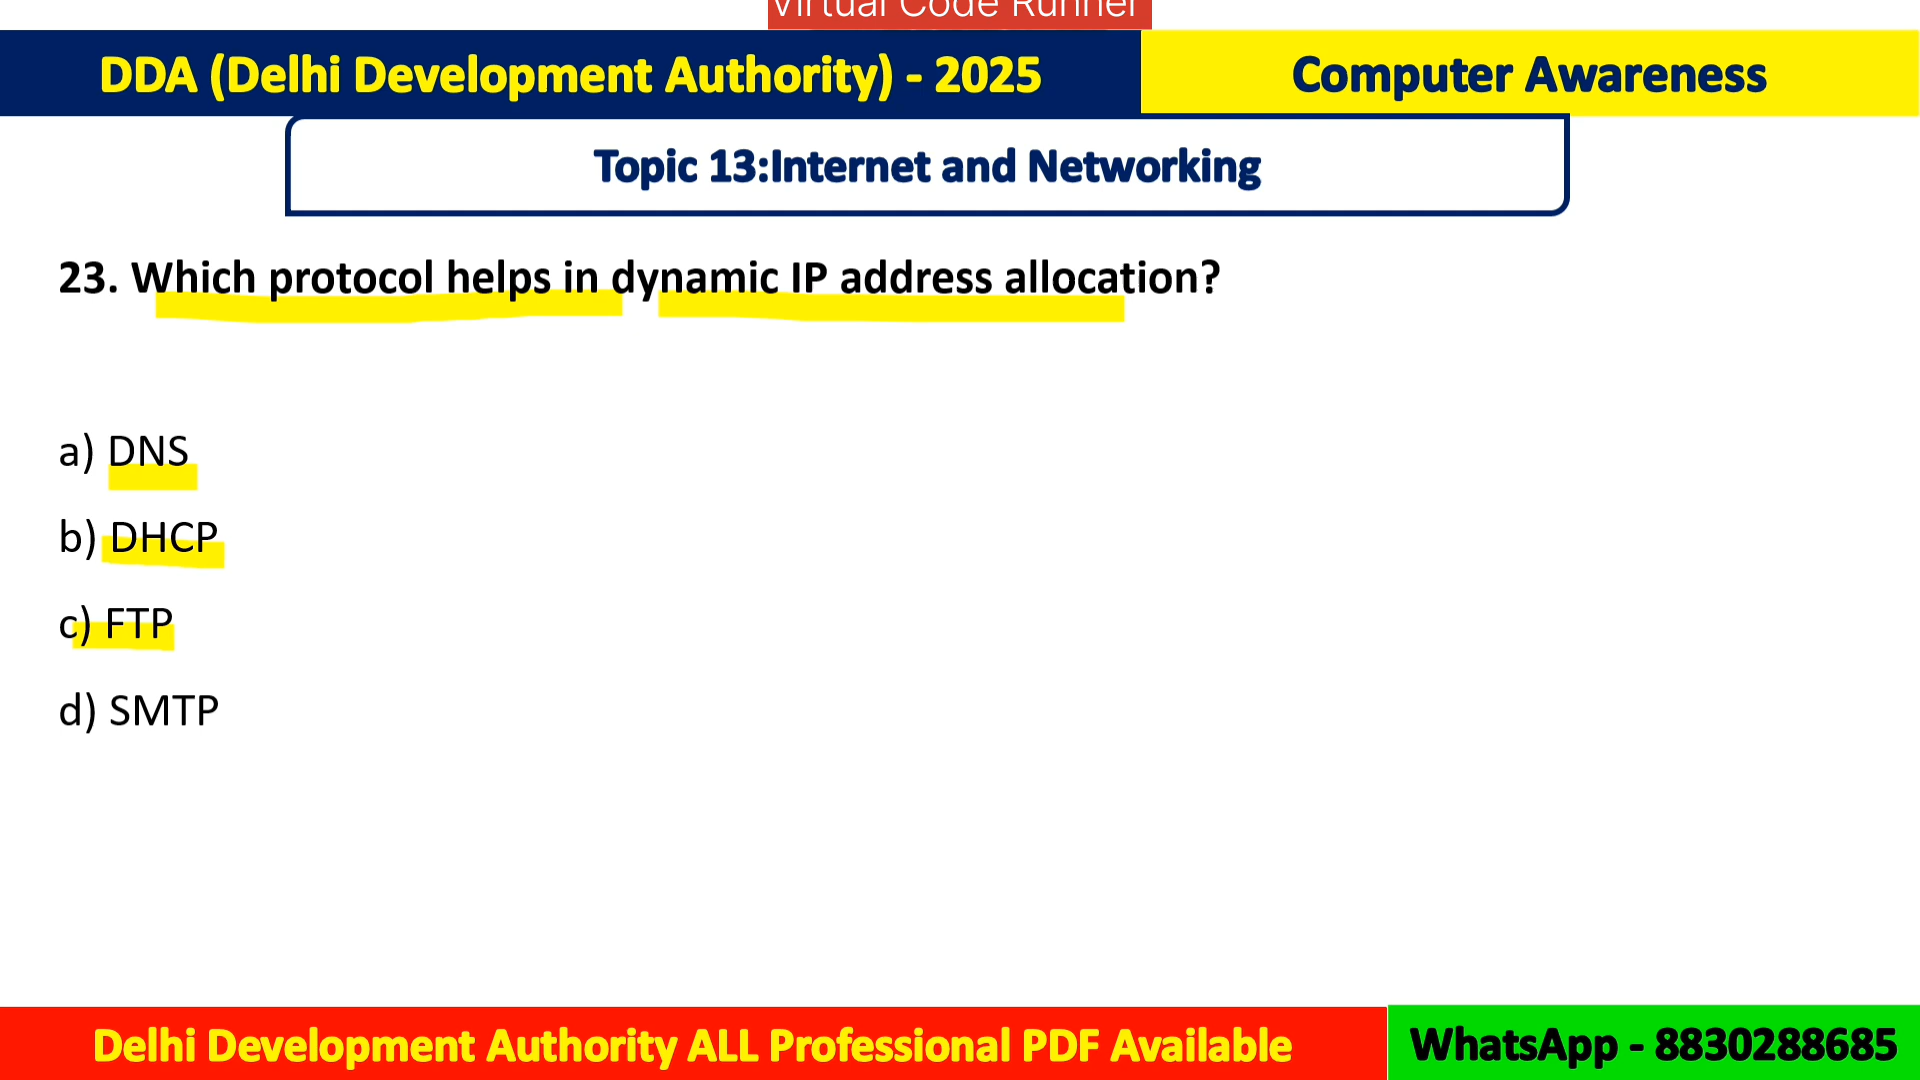 Virtual Code Runner
DDA (Delhi Development Authority) - 2025
Computer Awareness
Topic 13:Internet and Networking
23. Which protocol helps in dynamic IP address allocation?
a) DNS
b) DHCP
c) FTP
d) SMTP
Delhi Development Authority ALL Professional PDF Available
WhatsApp - 8830288685